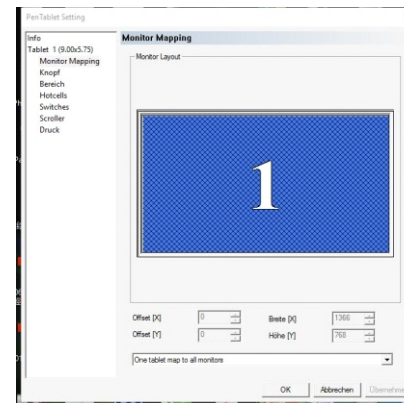 PenTablet Setting
Info
Tablet 1 (9.00x5.75)
Monitor Mapping
Knopf
Bereich
Hotcells
Switches
Scroller
Druck
Monitor Mapping
Monitor Layout
1
Offset [X] 0 Breite [X] 1366
Offset [Y] 0 Höhe [Y] 768
One tablet map to all monitors
OK Abbrechen Übernehme